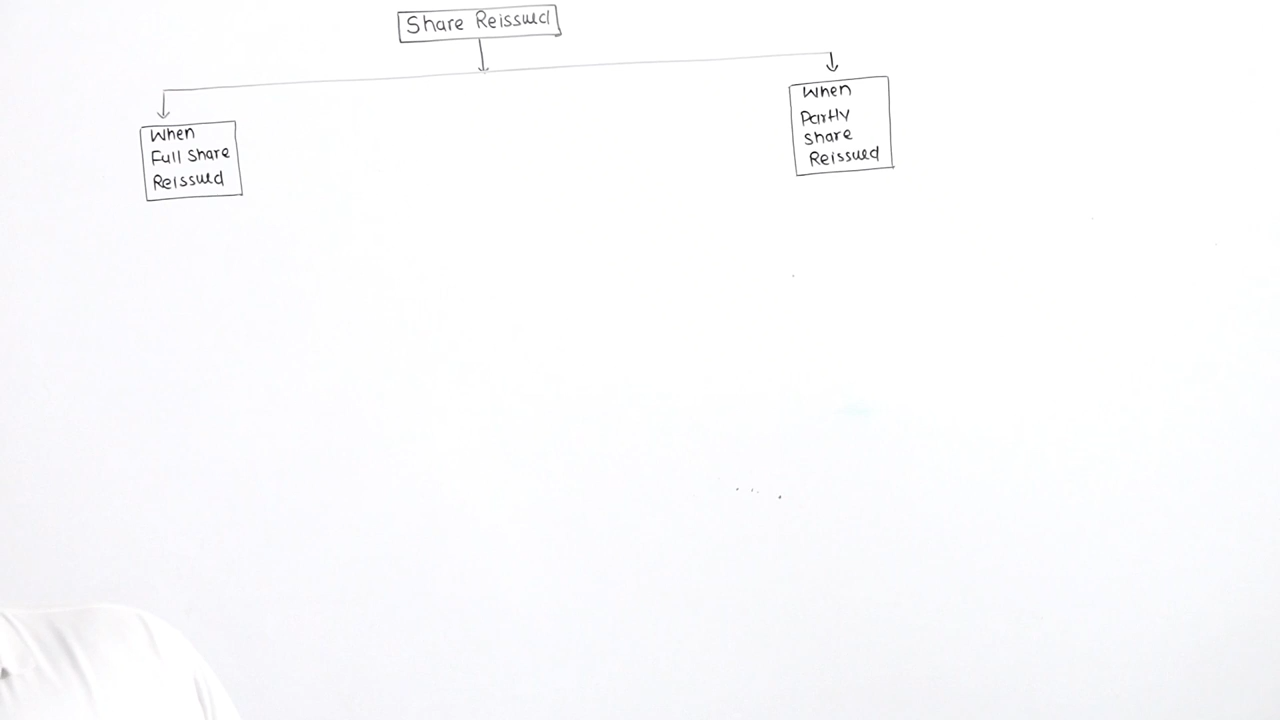 Share Reissued
When
Full Share
Reissued
When
Partly
Share
Reissued